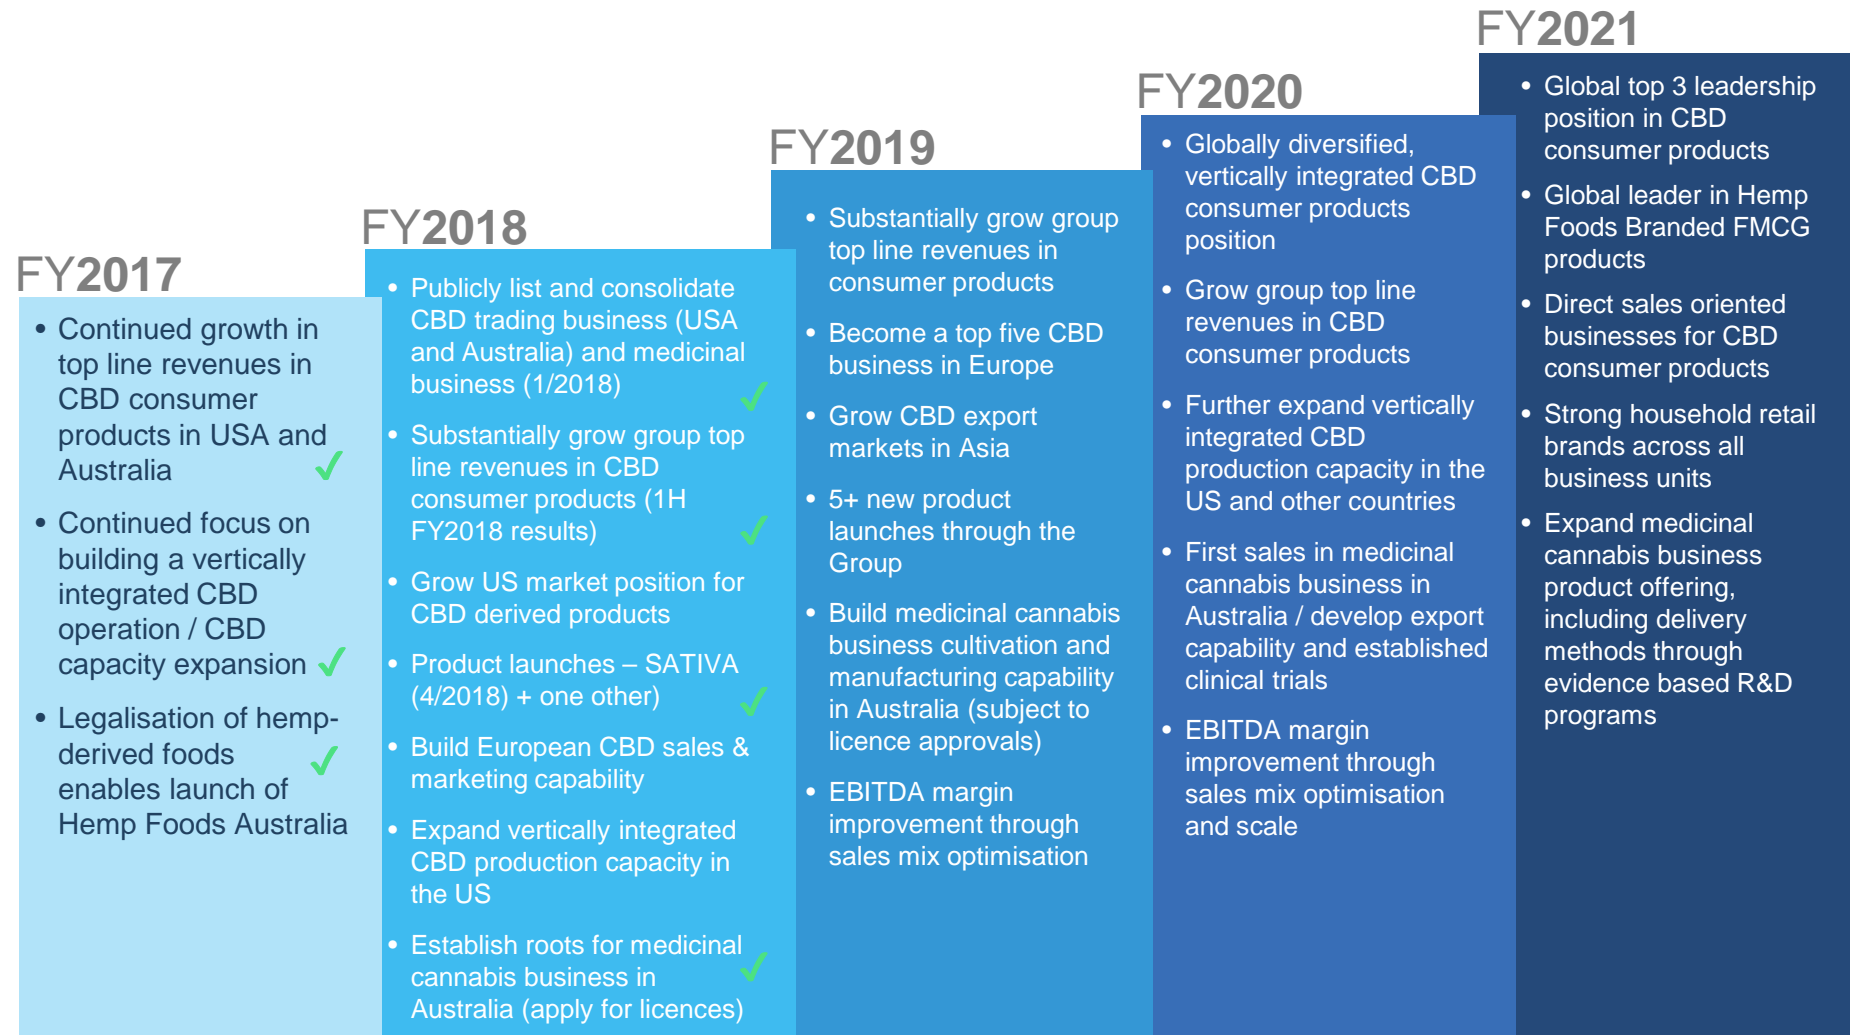 FY2017
• Continued growth in
top line revenues in
CBD consumer
products in USA and
Australia ✓
• Continued focus on
building a vertically
integrated CBD
operation / CBD
capacity expansion ✓
• Legalisation of hemp-
derived foods ✓
enables launch of
Hemp Foods Australia
FY2018
• Publicly list and consolidate
CBD trading business (USA
and Australia) and medicinal
business (1/2018) ✓
• Substantially grow group top
line revenues in CBD
consumer products (1H
FY2018 results) ✓
• Grow US market position for
CBD derived products
• Product launches – SATIVA
(4/2018) + one other) ✓
• Build European CBD sales &
marketing capability
• Expand vertically integrated
CBD production capacity in
the US
• Establish roots for medicinal
cannabis business in ✓
Australia (apply for licences)
FY2019
• Substantially grow group
top line revenues in
consumer products
• Become a top five CBD
business in Europe
• Grow CBD export
markets in Asia
• 5+ new product
launches through the
Group
• Build medicinal cannabis
business cultivation and
manufacturing capability
in Australia (subject to
licence approvals)
• EBITDA margin
improvement through
sales mix optimisation
FY2020
• Globally diversified,
vertically integrated CBD
consumer products
position
• Grow group top line
revenues in CBD
consumer products
• Further expand vertically
integrated CBD
production capacity in the
US and other countries
• First sales in medicinal
cannabis business in
Australia / develop export
capability and established
clinical trials
• EBITDA margin
improvement through
sales mix optimisation
and scale
FY2021
• Global top 3 leadership
position in CBD
consumer products
• Global leader in Hemp
Foods Branded FMCG
products
• Direct sales oriented
businesses for CBD
consumer products
• Strong household retail
brands across all
business units
• Expand medicinal
cannabis business
product offering,
including delivery
methods through
evidence based R&D
programs